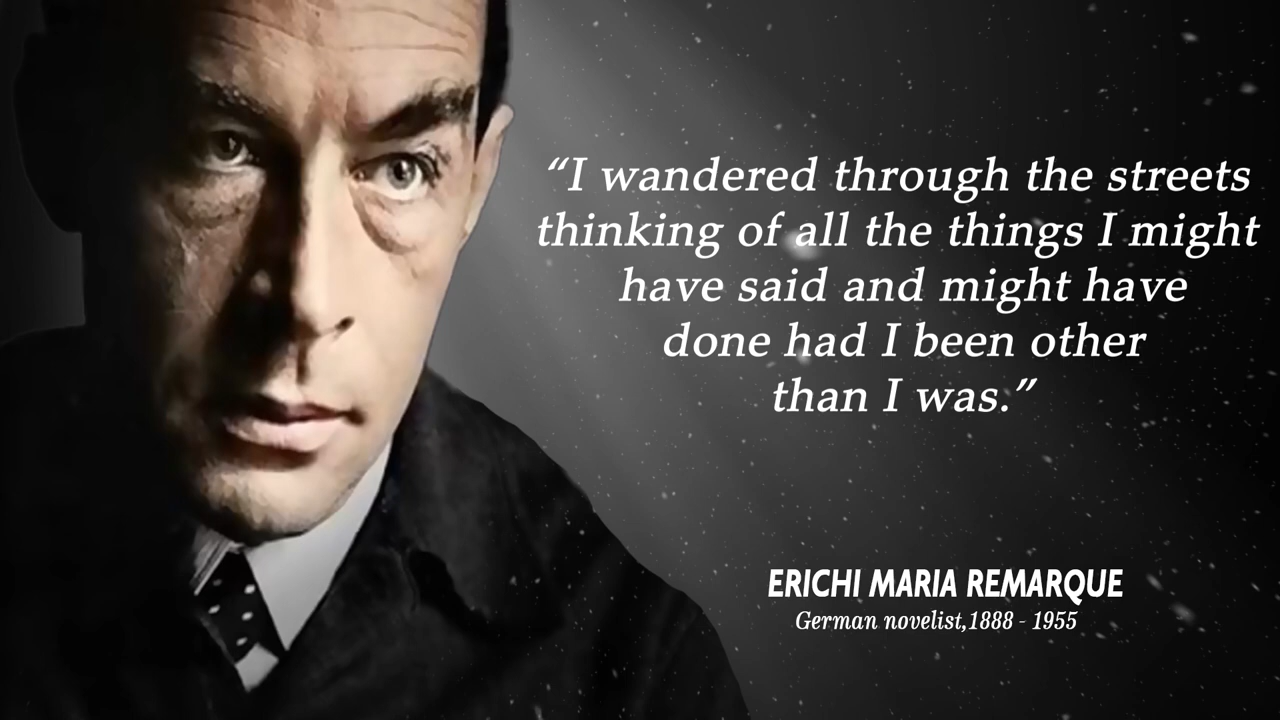 “I wandered through the streets
thinking of all the things I might
have said and might have
done had I been other
than I was.”
ERICHI MARIA REMARQUE
German novelist,1888 - 1955